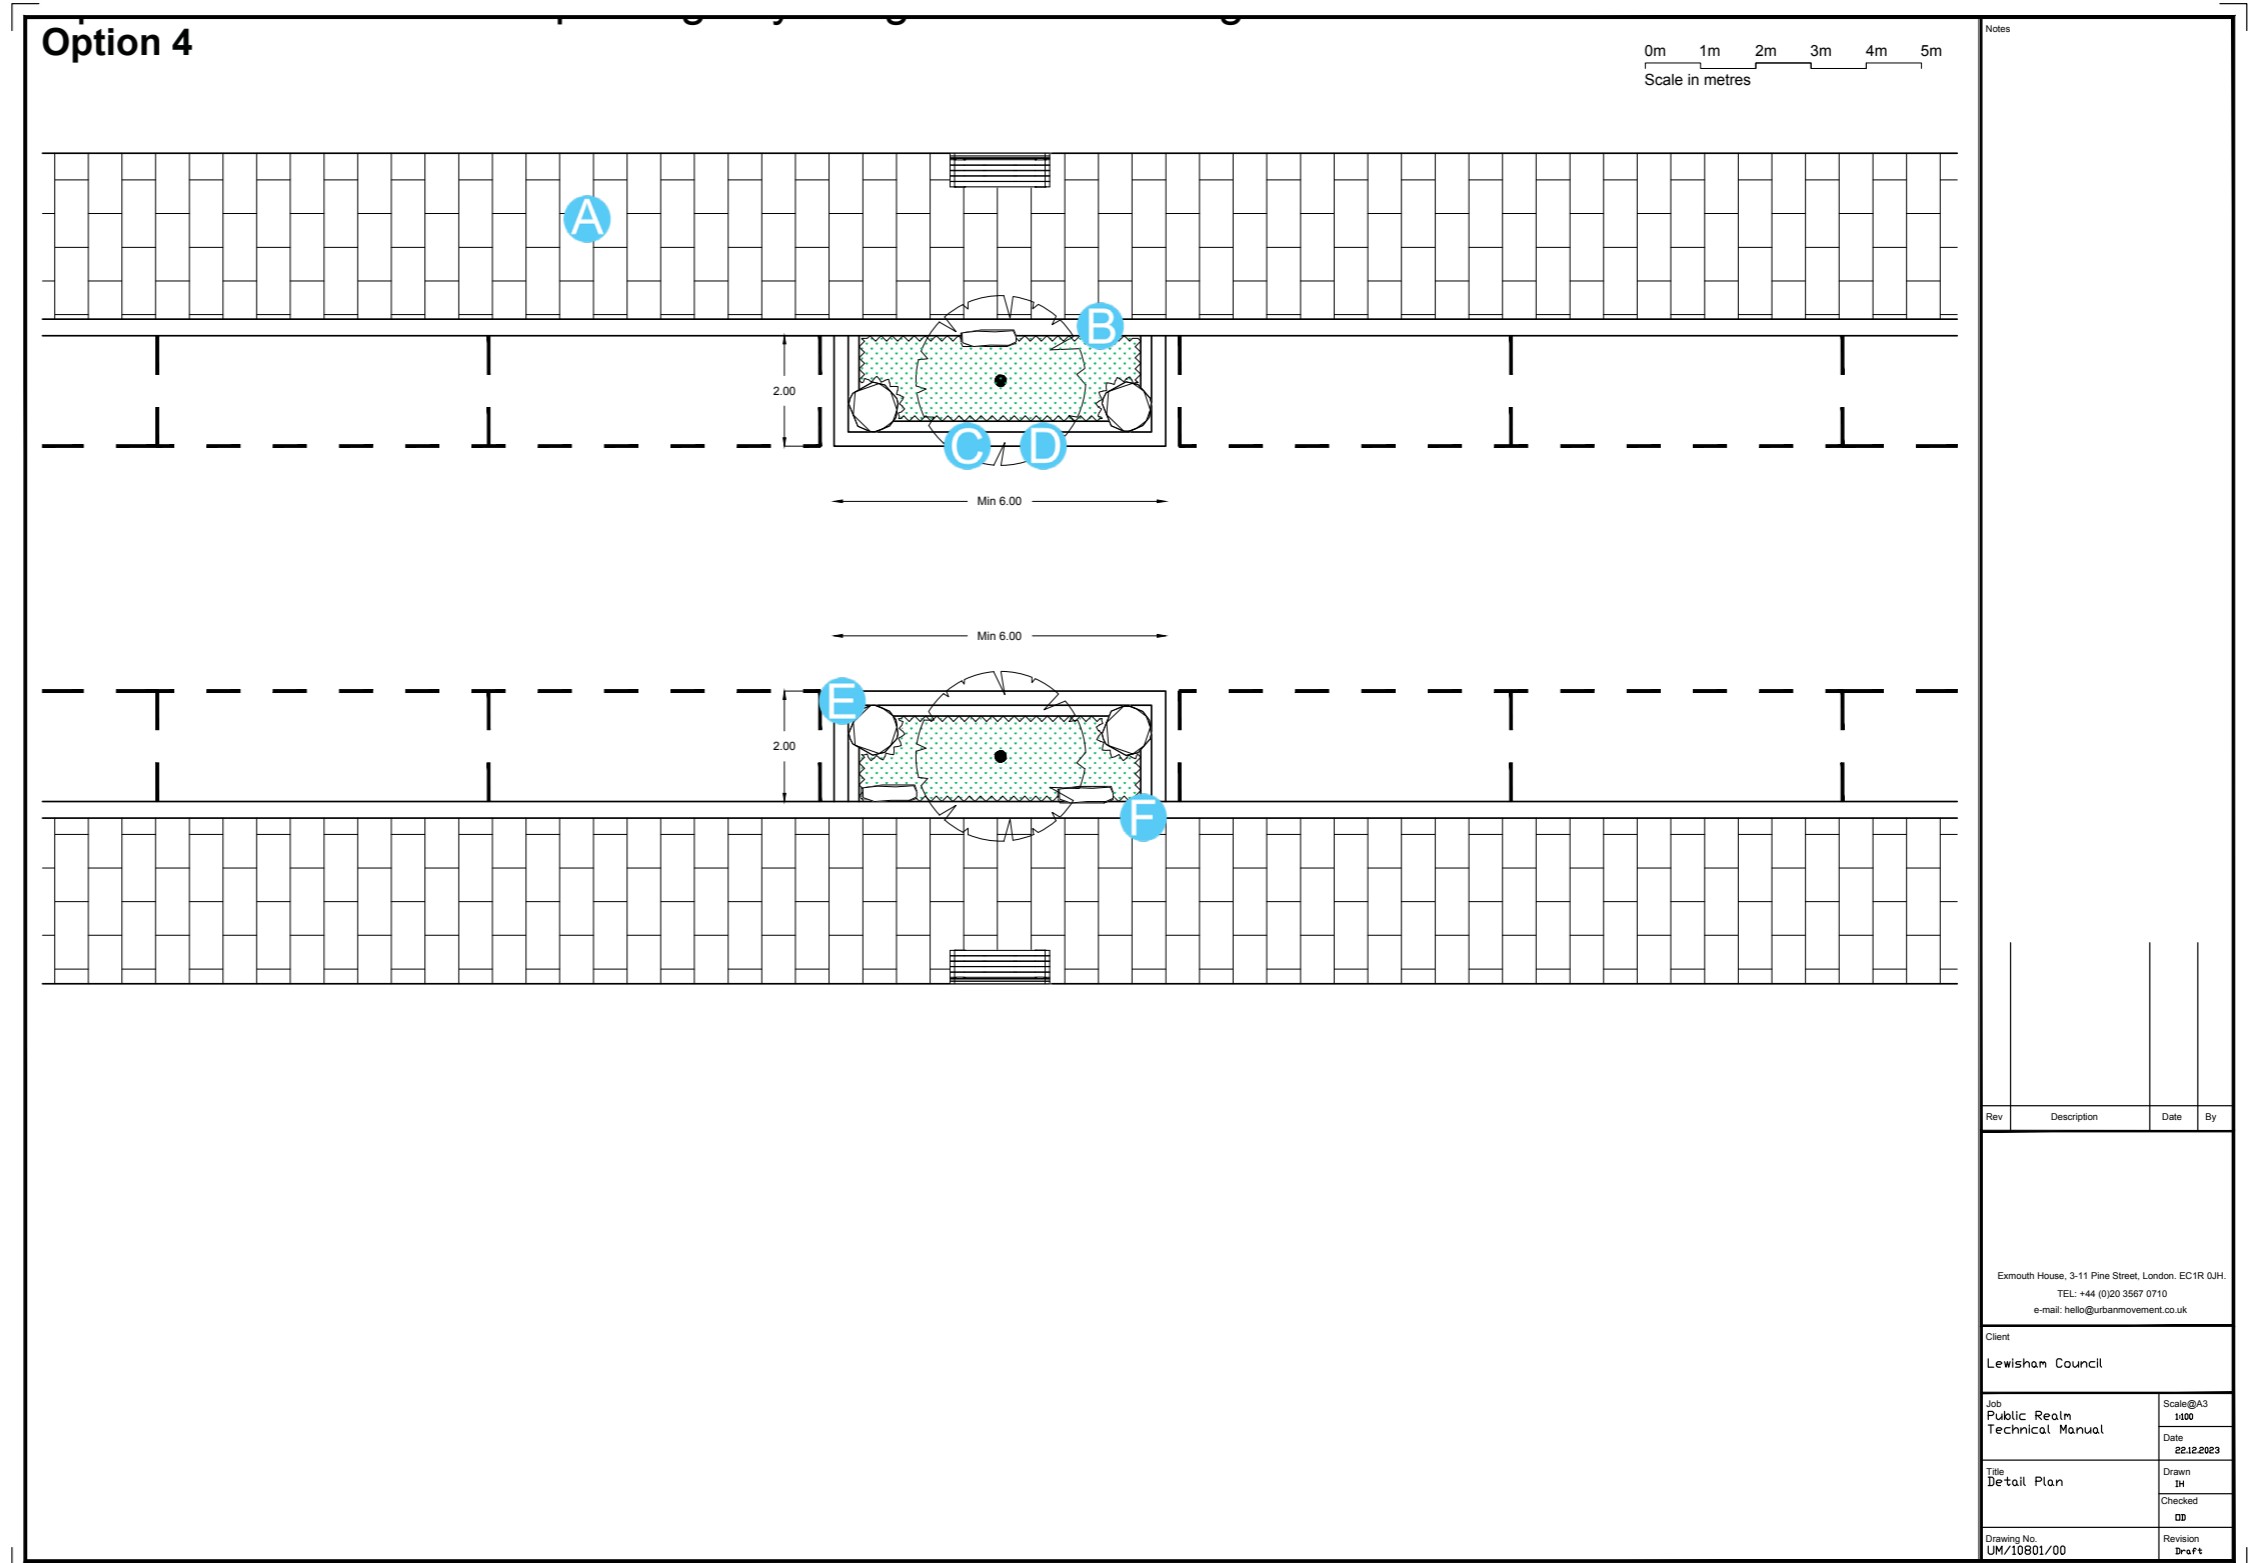 Option 4
0m 1m 2m 3m 4m 5m
Scale in metres
A
B
2.00
C D
Min 6.00
Min 6.00
E
2.00
F
Notes
Rev Description Date By
Exmouth House, 3-11 Pine Street, London. EC1R 0JH.
TEL: +44 (0)20 3567 0710
e-mail: hello@urbanmovement.co.uk
Client
Lewisham Council
Job
Public Realm
Technical Manual
Scale@A3
1:100
Date
22.12.2023
Title
Detail Plan
Drawn
IH
Checked
OD
Drawing No.
UM/10801/00
Revision
Draft